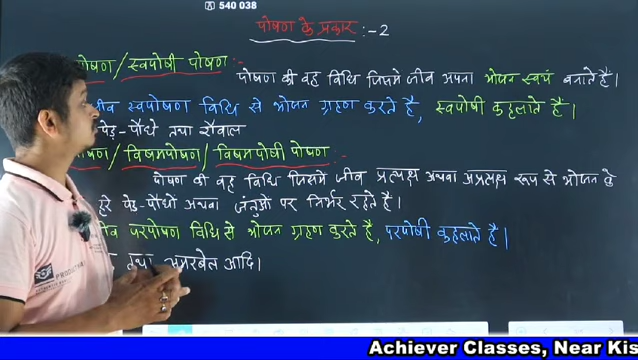 540 038
पोषण के प्रकार :-2
पोषण / स्वपोषी पोषण :-
पोषण की वह विधि जिसमें जीव अपना भोजन स्वयं बनाते है।
जीव स्वपोषण विधि से भोजन ग्रहण करते है, स्वपोषी कहलाते है।
पेड़-पौधे तथा शैवाल
/ विषमपोषण / विषमपोषी पोषण :-
पोषण की वह विधि जिसमें जीव प्रत्यक्ष अथवा अप्रत्यक्ष रूप से भोजन के
पेड़-पौधो अथवा जंतुओ पर निर्भर रहते है।
परपोषण विधि से भोजन ग्रहण करते है, परपोषी कहलाते है।
तथा अमरबेल आदि।
Achiever Classes, Near Kis